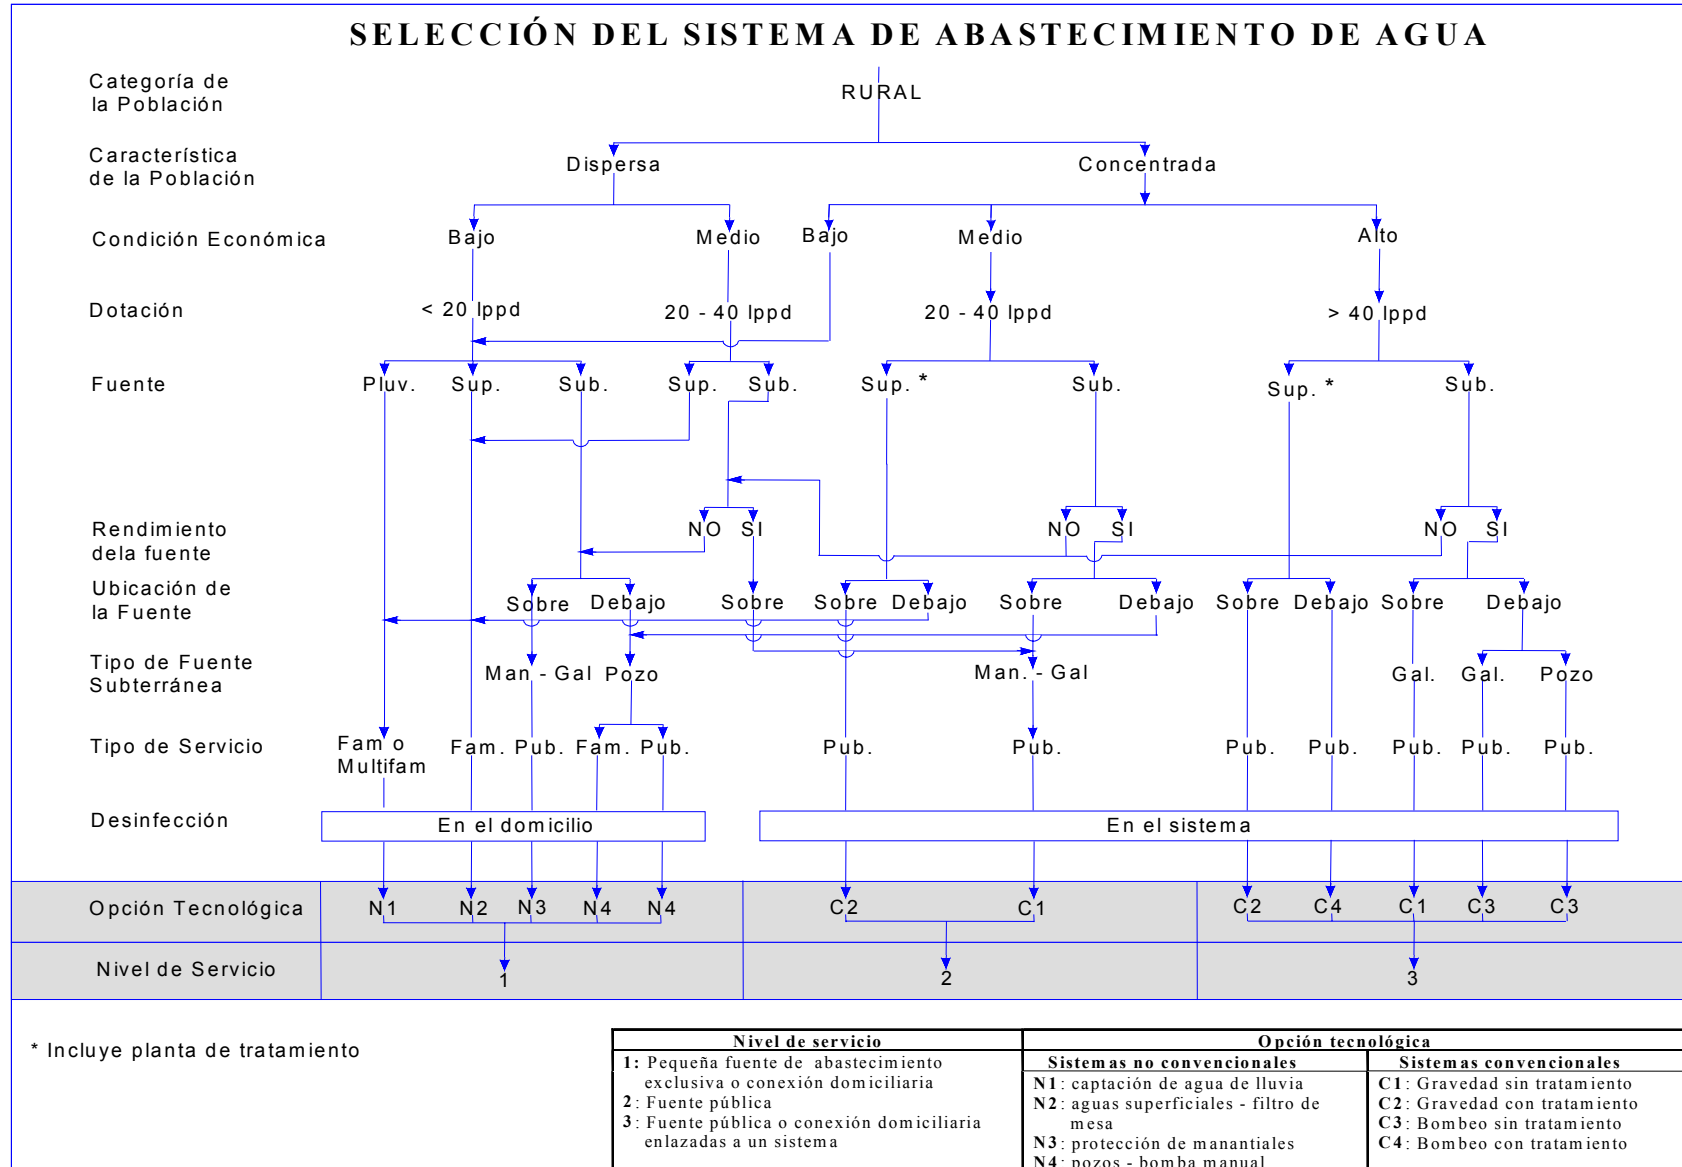 SELECCIÓN DEL SISTEMA DE ABASTECIMIENTO DE AGUA
Categoría de
la Población
RURAL
Característica
de la Población
Dispersa
Concentrada
Condición Económica
Bajo
Medio
Bajo
Medio
Alto
Dotación
< 20 lppd
20 - 40 lppd
20 - 40 lppd
> 40 lppd
Fuente
Pluv.
Sup.
Sub.
Sup.
Sub.
Sup. *
Sub.
Sup. *
Sub.
Rendimiento
dela fuente
NO
SI
NO
SI
NO
SI
Ubicación de
la Fuente
Sobre
Debajo
Sobre
Sobre
Debajo
Sobre
Debajo
Sobre
Debajo
Sobre
Debajo
Tipo de Fuente
Subterránea
Man - Gal
Pozo
Man. - Gal
Gal.
Gal.
Pozo
Tipo de Servicio
Fam o
Multifam
Fam.
Pub.
Fam.
Pub.
Pub.
Pub.
Pub.
Pub.
Pub.
Pub.
Pub.
Desinfección
En el domicilio
En el sistema
Opción Tecnológica
N1
N2
N3
N4
N4
C2
C1
C2
C4
C1
C3
C3
Nivel de Servicio
1
2
3
* Incluye planta de tratamiento
Nivel de servicio
1: Pequeña fuente de abastecimiento
exclusiva o conexión domiciliaria
2: Fuente pública
3: Fuente pública o conexión domiciliaria
enlazadas a un sistema
Opción tecnológica
Sistemas no convencionales
N1: captación de agua de lluvia
N2: aguas superficiales - filtro de
mesa
N3: protección de manantiales
N4: pozos - bomba manual
Sistemas convencionales
C1: Gravedad sin tratamiento
C2: Gravedad con tratamiento
C3: Bombeo sin tratamiento
C4: Bombeo con tratamiento